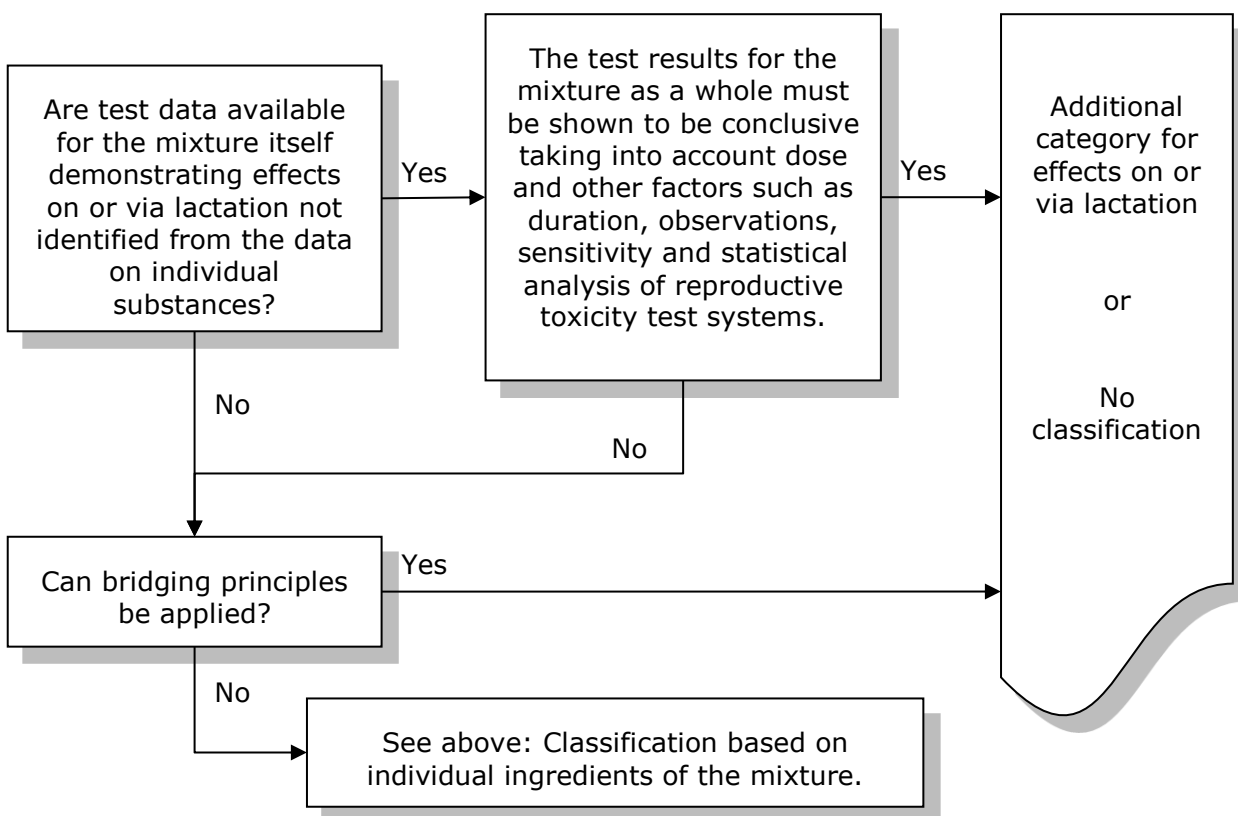 Are test data available
for the mixture itself
demonstrating effects
on or via lactation not
identified from the data
on individual
substances?
Yes
The test results for the
mixture as a whole must
be shown to be conclusive
taking into account dose
and other factors such as
duration, observations,
sensitivity and statistical
analysis of reproductive
toxicity test systems.
Yes
Additional
category for
effects on or
via lactation
or
No
classification
No
No
Can bridging principles
be applied?
Yes
No
See above: Classification based on
individual ingredients of the mixture.